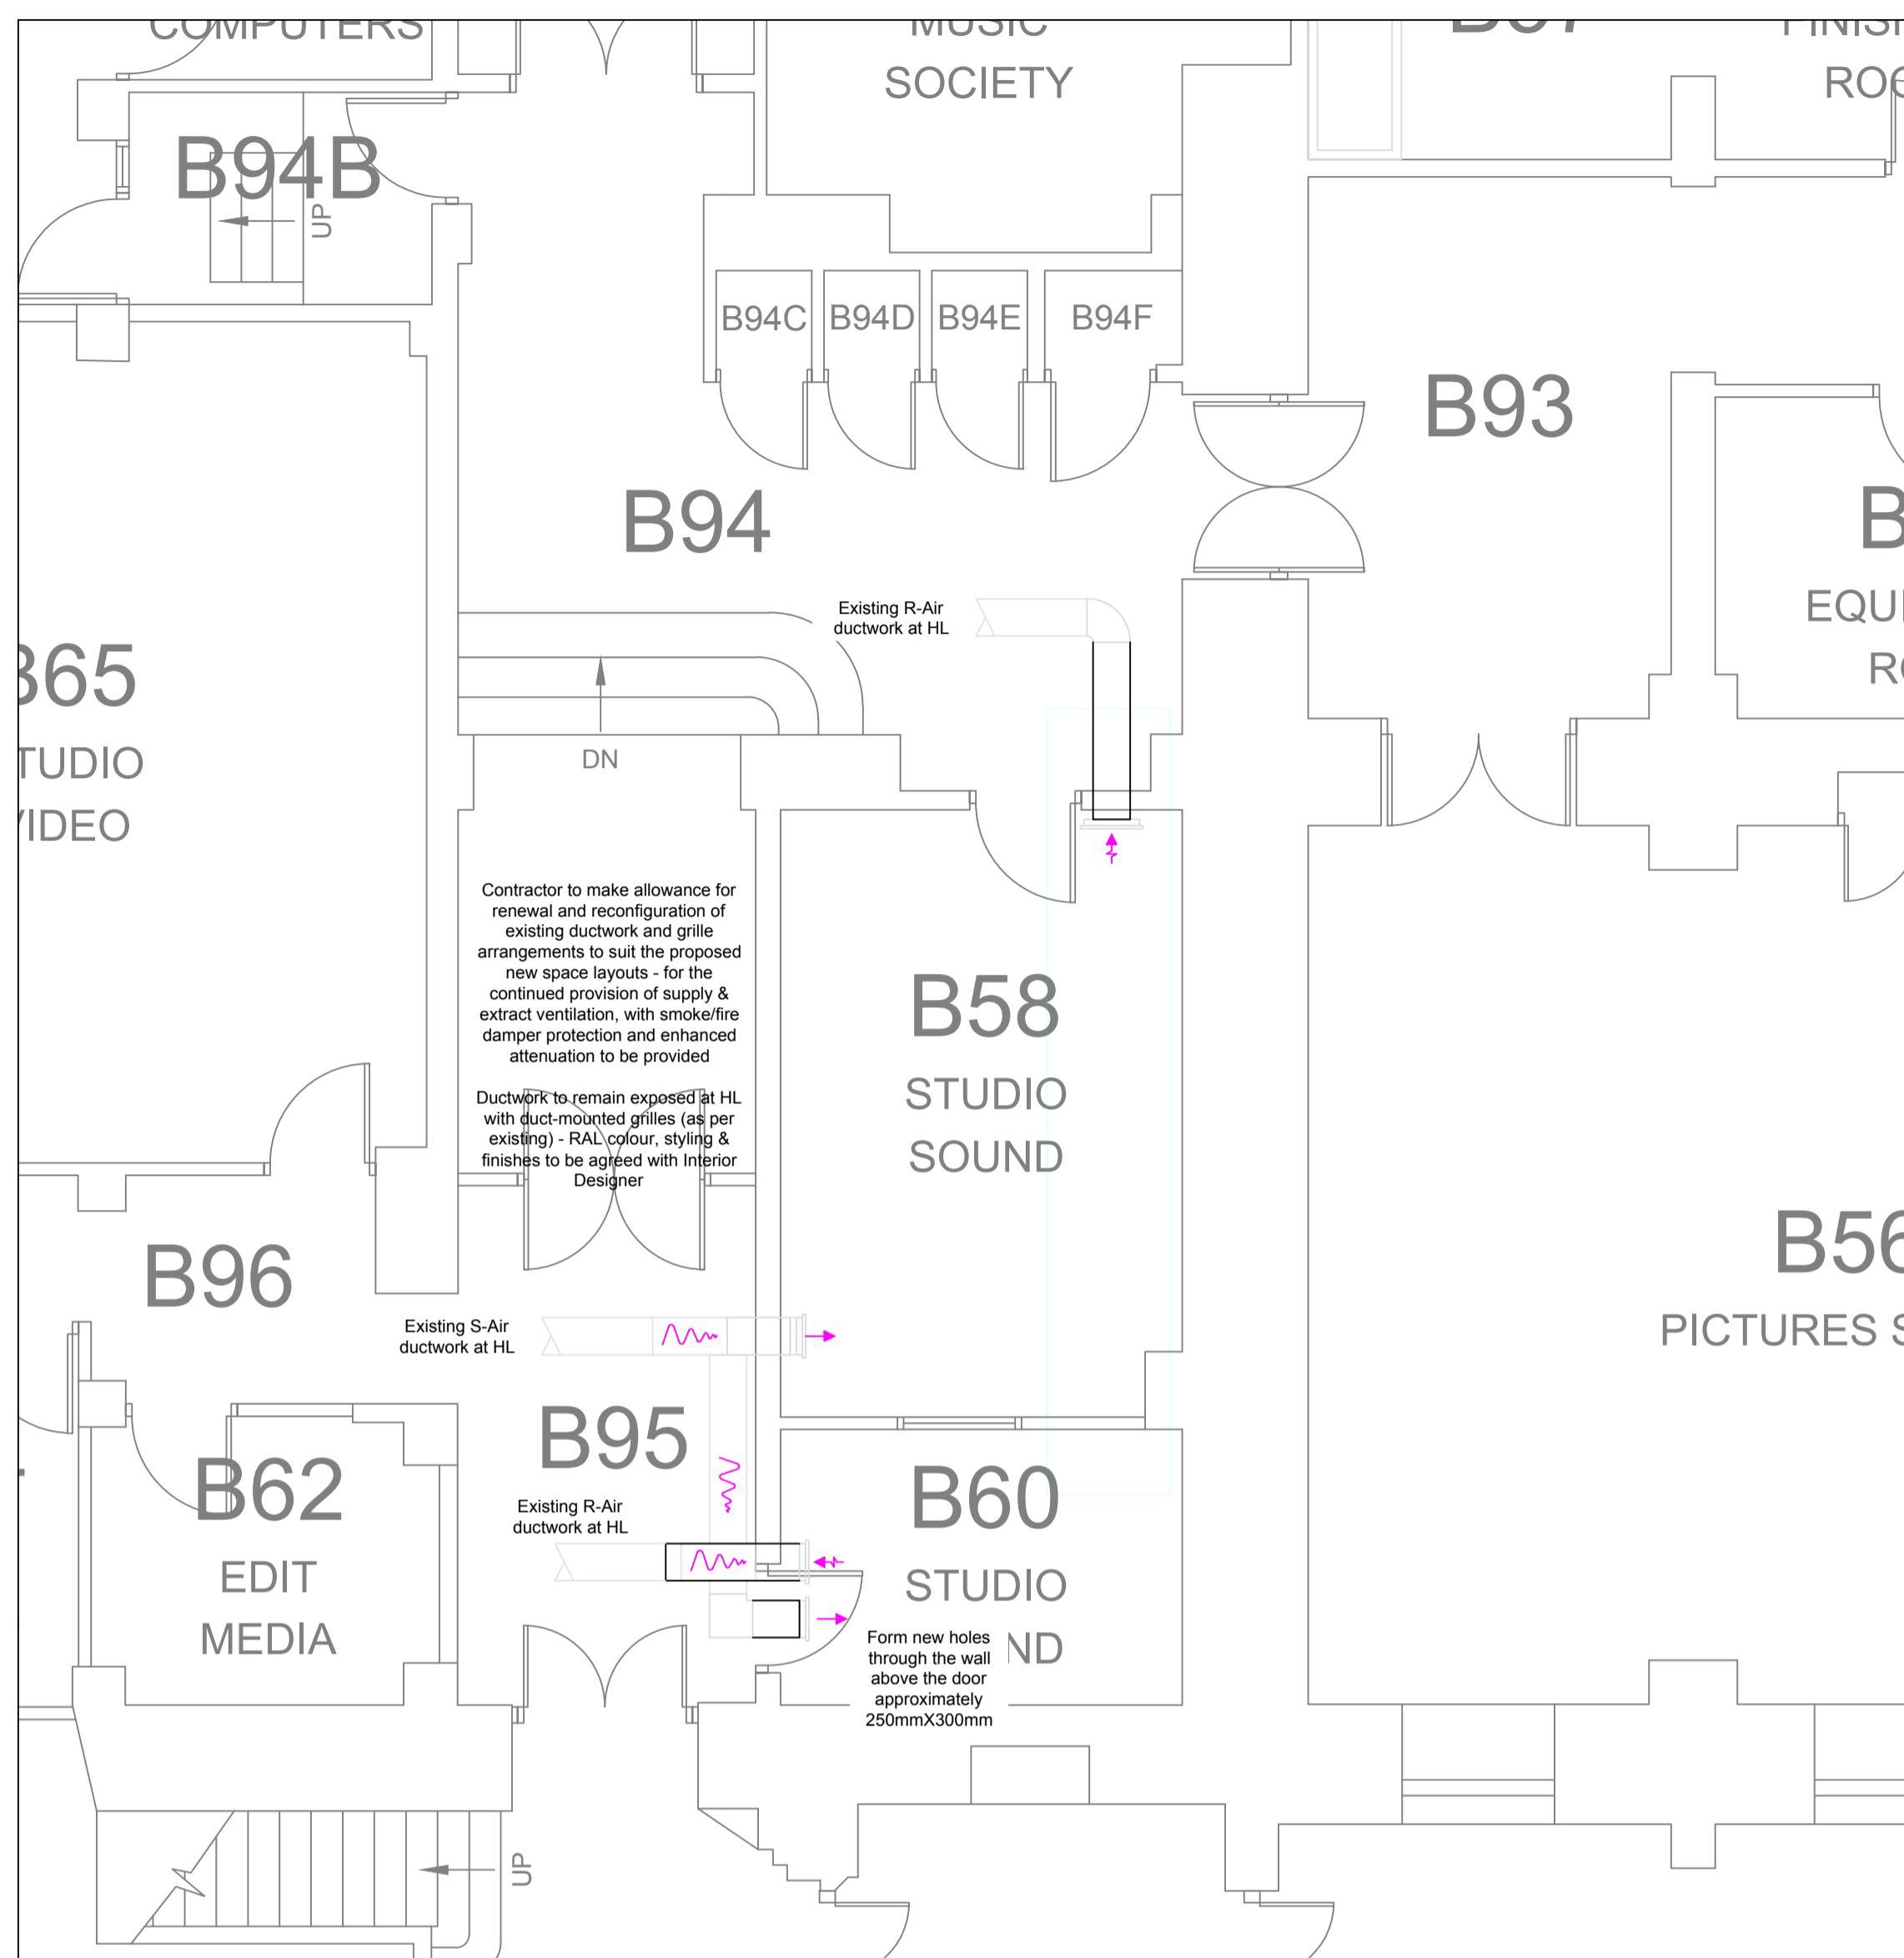 COMPUTERS
MUSIC
SOCIETY
B94B
UP
B94C
B94D
B94E
B94F
B93
B94
Existing R-Air
ductwork at HL
DN
Contractor to make allowance for
renewal and reconfiguration of
existing ductwork and grille
arrangements to suit the proposed
new space layouts - for the
continued provision of supply &
extract ventilation, with smoke/fire
damper protection and enhanced
attenuation to be provided
Ductwork to remain exposed at HL
with duct-mounted grilles (as per
existing) - RAL colour, styling &
finishes to be agreed with Interior
Designer
B58
STUDIO
SOUND
B56
PICTURES S
B96
Existing S-Air
ductwork at HL
B95
B62
EDIT
MEDIA
Existing R-Air
ductwork at HL
B60
STUDIO
ND
Form new holes
through the wall
above the door
approximately
250mmX300mm
UP
65
TUDIO
IDEO